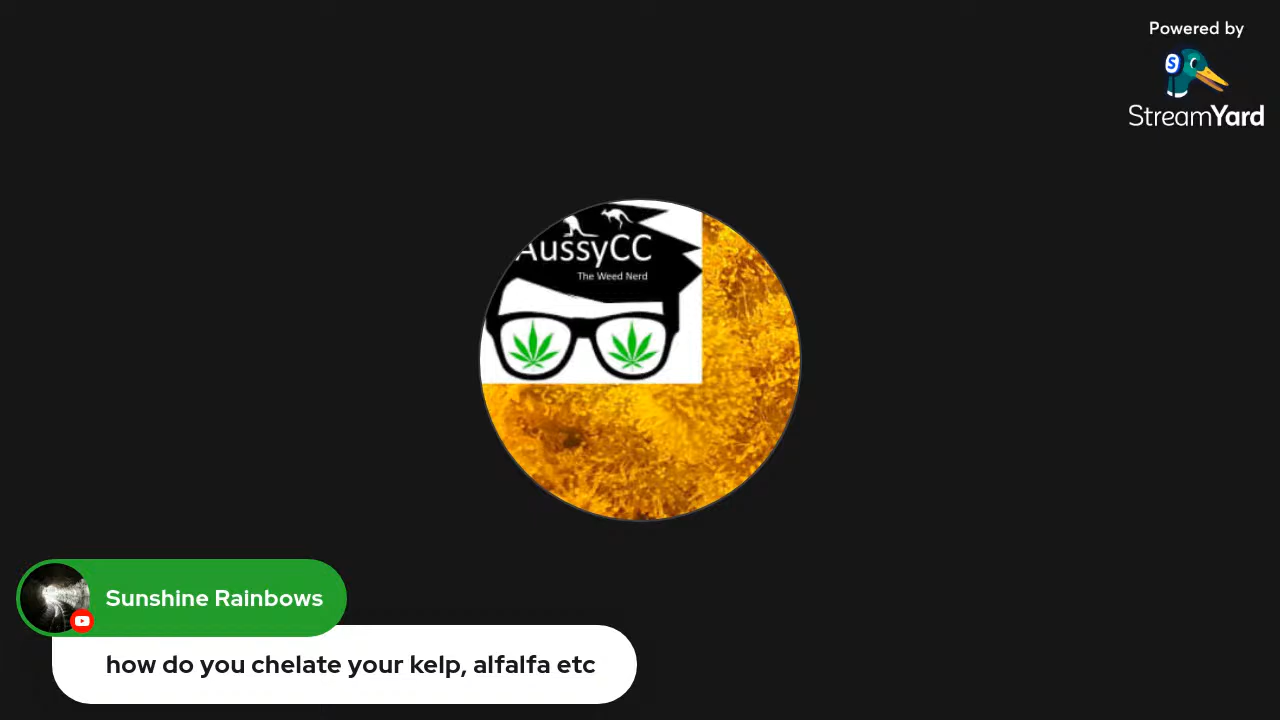 Powered by
S
StreamYard
AussyCC
The Weed Nerd
Sunshine Rainbows
how do you chelate your kelp, alfalfa etc